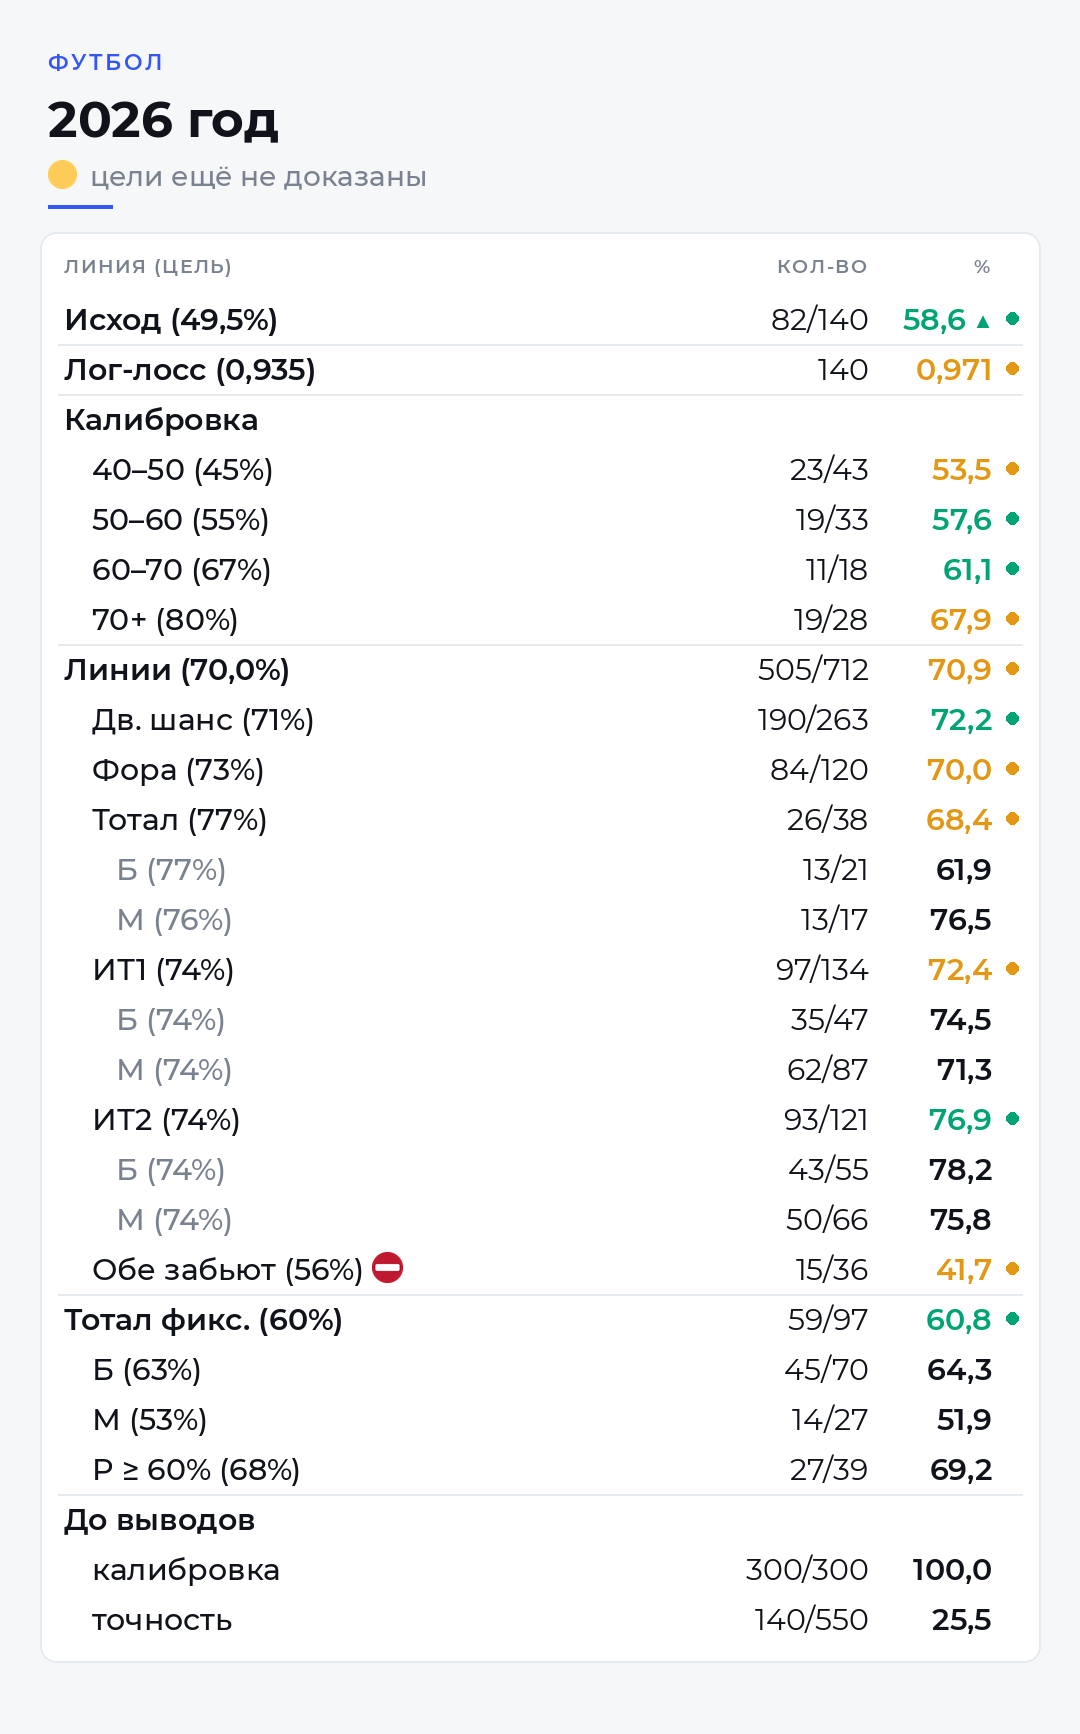 ФУТБОЛ
2026 год
цели ещё не доказаны
ЛИНИЯ (ЦЕЛЬ) КОЛ-ВО %
Исход (49,5%) 82/140 58,6 ▲
Лог-лосс (0,935) 140 0,971
Калибровка
40–50 (45%) 23/43 53,5
50–60 (55%) 19/33 57,6
60–70 (67%) 11/18 61,1
70+ (80%) 19/28 67,9
Линии (70,0%) 505/712 70,9
Дв. шанс (71%) 190/263 72,2
Фора (73%) 84/120 70,0
Тотал (77%) 26/38 68,4
Б (77%) 13/21 61,9
М (76%) 13/17 76,5
ИТ1 (74%) 97/134 72,4
Б (74%) 35/47 74,5
М (74%) 62/87 71,3
ИТ2 (74%) 93/121 76,9
Б (74%) 43/55 78,2
М (74%) 50/66 75,8
Обе забьют (56%) 15/36 41,7
Тотал фикс. (60%) 59/97 60,8
Б (63%) 45/70 64,3
М (53%) 14/27 51,9
P ≥ 60% (68%) 27/39 69,2
До выводов
калибровка 300/300 100,0
точность 140/550 25,5